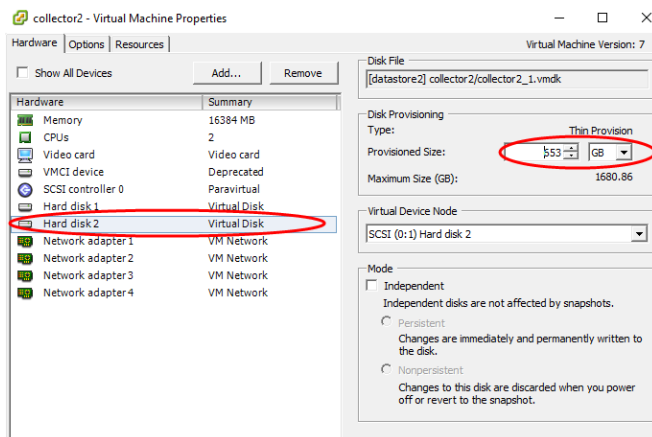 collector2 - Virtual Machine Properties
Hardware Options Resources Virtual Machine Version: 7
Show All Devices Add... Remove
Hardware Summary
Memory 16384 MB
CPUs 2
Video card Video card
VMCI device Deprecated
SCSI controller 0 Paravirtual
Hard disk 1 Virtual Disk
Hard disk 2 Virtual Disk
Network adapter 1 VM Network
Network adapter 2 VM Network
Network adapter 3 VM Network
Network adapter 4 VM Network
Disk File
[datastore2] collector2/collector2_1.vmdk
Disk Provisioning
Type: Thin Provision
Provisioned Size: 553 GB
Maximum Size (GB): 1680.86
Virtual Device Node
SCSI (0:1) Hard disk 2
Mode
Independent
Independent disks are not affected by snapshots.
Persistent
Changes are immediately and permanently written to
the disk.
Nonpersistent
Changes to this disk are discarded when you power
off or revert to the snapshot.